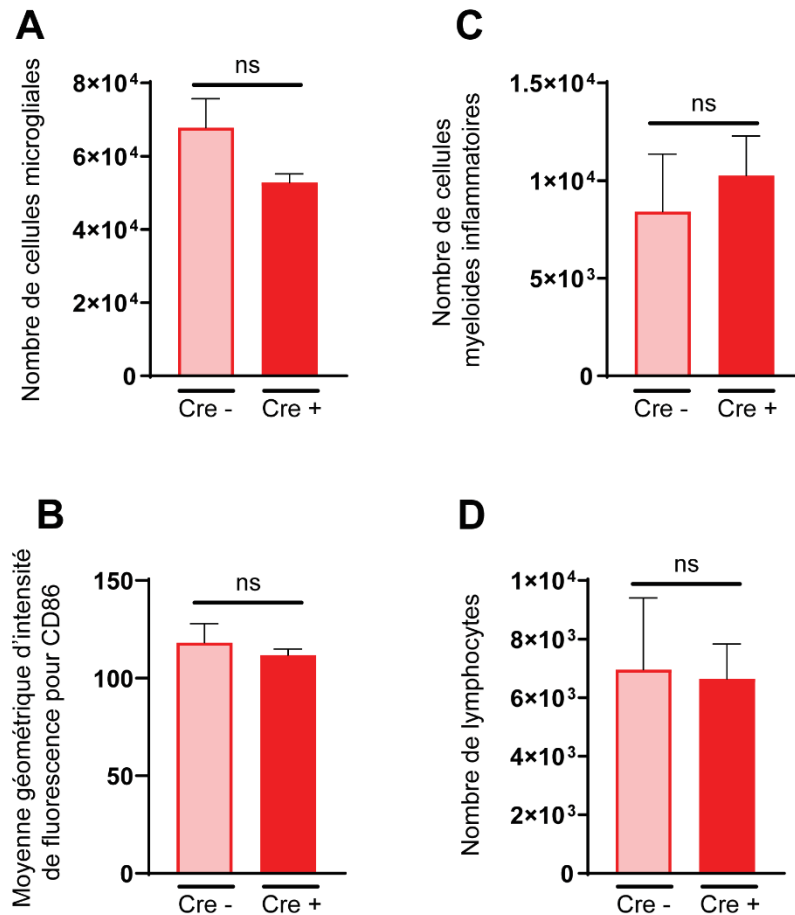 A
Nombre de cellules microgliales
8×10⁴
6×10⁴
4×10⁴
2×10⁴
0
ns
Cre - Cre +
C
Nombre de cellules
myeloides inflammatoires
1.5×10⁴
1×10⁴
5×10³
0
ns
Cre - Cre +
B
Moyenne géométrique d'intensité
de fluorescence pour CD86
150
100
50
0
ns
Cre - Cre +
D
Nombre de lymphocytes
1×10⁴
8×10³
6×10³
4×10³
2×10³
0
ns
Cre - Cre +